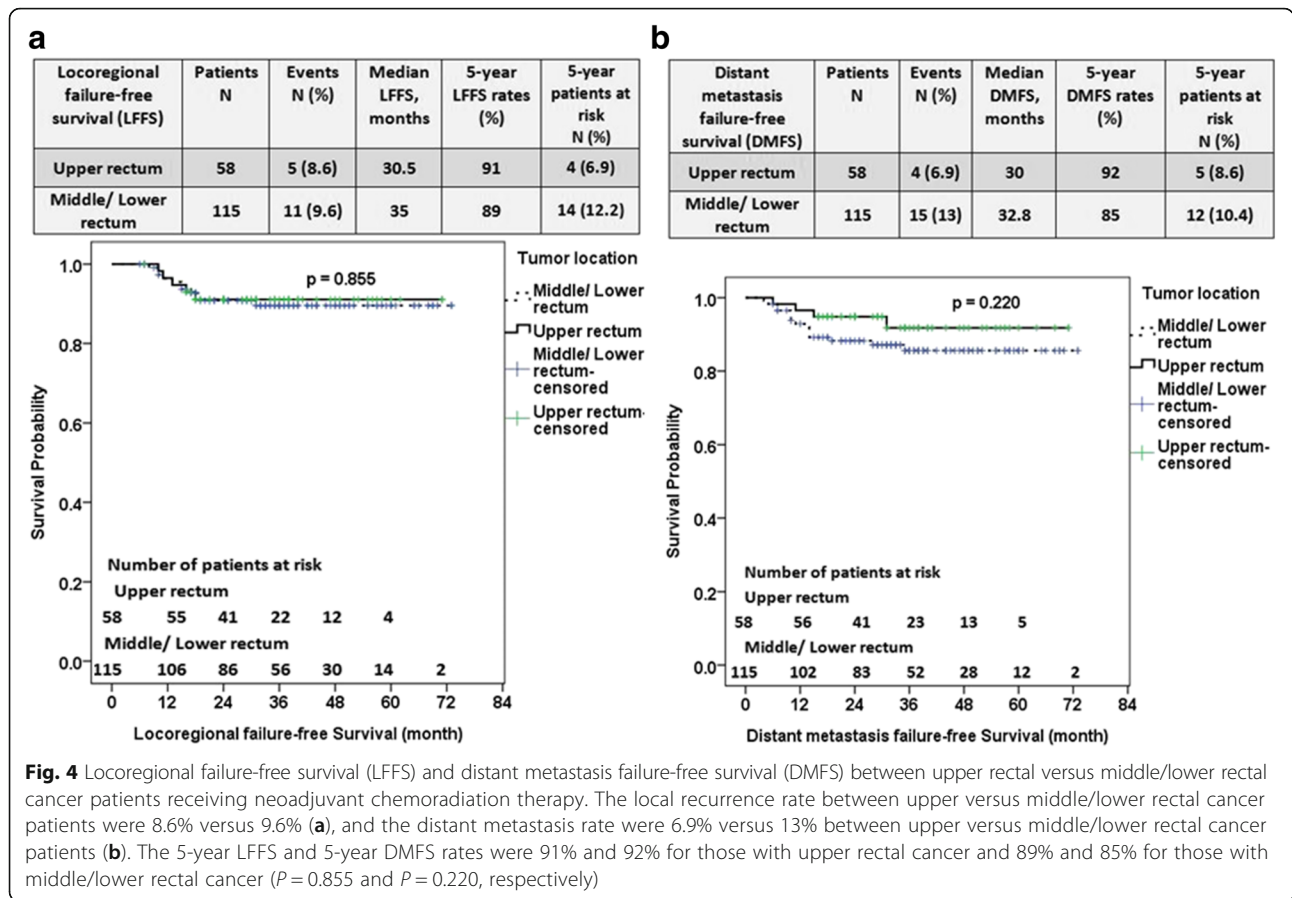 a
Locoregional failure-free survival (LFFS) Patients N Events N (%) Median LFFS, months 5-year LFFS rates (%) 5-year patients at risk N (%)
Upper rectum 58 5 (8.6) 30.5 91 4 (6.9)
Middle/ Lower rectum 115 11 (9.6) 35 89 14 (12.2)
p = 0.855
Tumor location
Middle/ Lower
rectum
Upper rectum
Middle/ Lower
rectum-
censored
Upper rectum-
censored
Survival Probability
1.0
0.8
0.6
0.4
0.2
0.0
Number of patients at risk
Upper rectum
58 55 41 22 12 4
Middle/ Lower rectum
115 106 86 56 30 14 2
0 12 24 36 48 60 72 84
Locoregional failure-free Survival (month)
b
Distant metastasis failure-free survival (DMFS) Patients N Events N (%) Median DMFS, months 5-year DMFS rates (%) 5-year patients at risk N (%)
Upper rectum 58 4 (6.9) 30 92 5 (8.6)
Middle/ Lower rectum 115 15 (13) 32.8 85 12 (10.4)
p = 0.220
Tumor location
Middle/ Lower
rectum
Upper rectum
Middle/ Lower
rectum-
censored
Upper rectum-
censored
Survival Probability
1.0
0.8
0.6
0.4
0.2
0.0
Number of patients at risk
Upper rectum
58 56 41 23 13 5
Middle/ Lower rectum
115 102 83 52 28 12 2
0 12 24 36 48 60 72 84
Distant metastasis failure-free Survival (month)
Fig. 4 Locoregional failure-free survival (LFFS) and distant metastasis failure-free survival (DMFS) between upper rectal versus middle/lower rectal
cancer patients receiving neoadjuvant chemoradiation therapy. The local recurrence rate between upper versus middle/lower rectal cancer
patients were 8.6% versus 9.6% (a), and the distant metastasis rate were 6.9% versus 13% between upper versus middle/lower rectal cancer
patients (b). The 5-year LFFS and 5-year DMFS rates were 91% and 92% for those with upper rectal cancer and 89% and 85% for those with
middle/lower rectal cancer (P = 0.855 and P = 0.220, respectively)